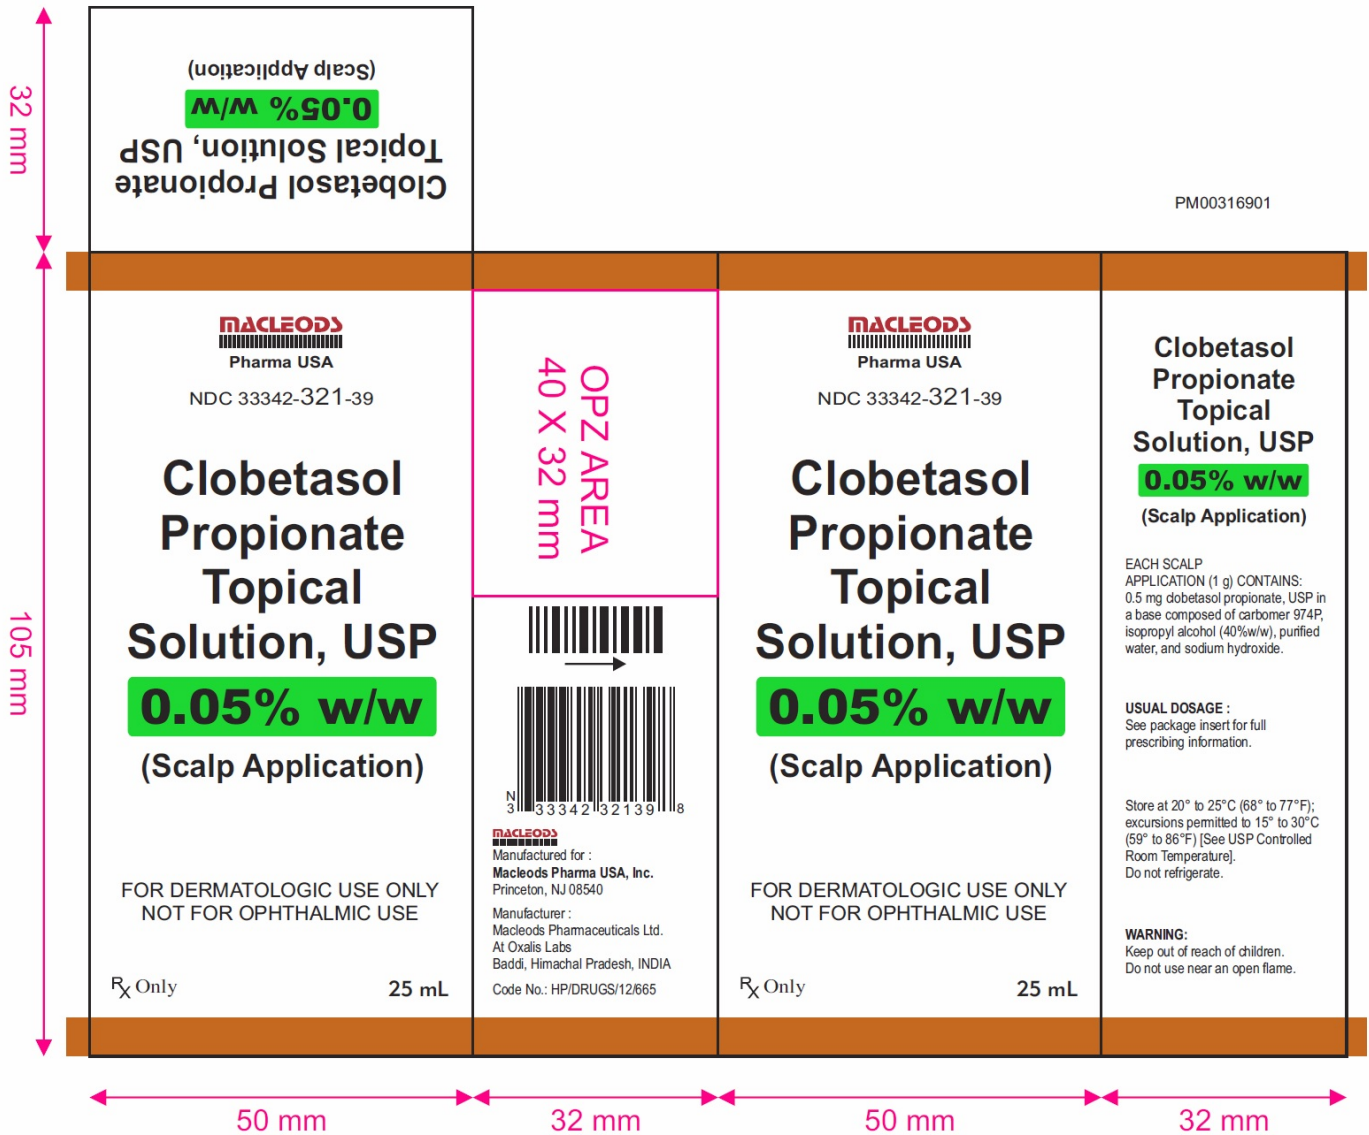 Clobetasol Propionate
Topical Solution, USP
0.05% w/w
(Scalp Application)
32 mm
105 mm
PM00316901
MACLEODS
Pharma USA
NDC 33342-321-39
Clobetasol
Propionate
Topical
Solution, USP
0.05% w/w
(Scalp Application)
FOR DERMATOLOGIC USE ONLY
NOT FOR OPHTHALMIC USE
Rx Only
25 mL
OPZ AREA
40 X 32 mm
N
3 33342 32139 8
MACLEODS
Manufactured for :
Macleods Pharma USA, Inc.
Princeton, NJ 08540
Manufacturer :
Macleods Pharmaceuticals Ltd.
At Oxalis Labs
Baddi, Himachal Pradesh, INDIA
Code No.: HP/DRUGS/12/665
MACLEODS
Pharma USA
NDC 33342-321-39
Clobetasol
Propionate
Topical
Solution, USP
0.05% w/w
(Scalp Application)
FOR DERMATOLOGIC USE ONLY
NOT FOR OPHTHALMIC USE
Rx Only
25 mL
Clobetasol
Propionate
Topical
Solution, USP
0.05% w/w
(Scalp Application)
EACH SCALP
APPLICATION (1 g) CONTAINS:
0.5 mg clobetasol propionate, USP in
a base composed of carbomer 974P,
isopropyl alcohol (40%w/w), purified
water, and sodium hydroxide.
USUAL DOSAGE :
See package insert for full
prescribing information.
Store at 20° to 25°C (68° to 77°F);
excursions permitted to 15° to 30°C
(59° to 86°F) [See USP Controlled
Room Temperature].
Do not refrigerate.
WARNING:
Keep out of reach of children.
Do not use near an open flame.
50 mm
32 mm
50 mm
32 mm